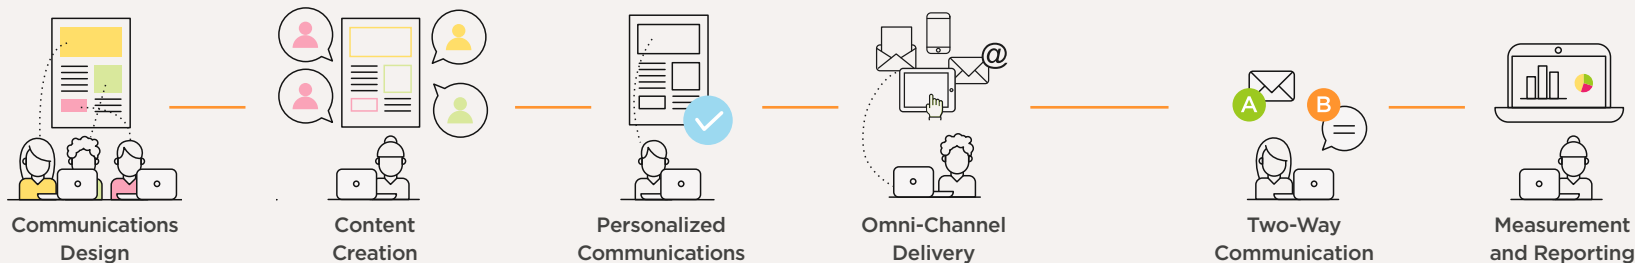 @
A
B
Communications
Design
Content
Creation
Personalized
Communications
Omni-Channel
Delivery
Two-Way
Communication
Measurement
and Reporting